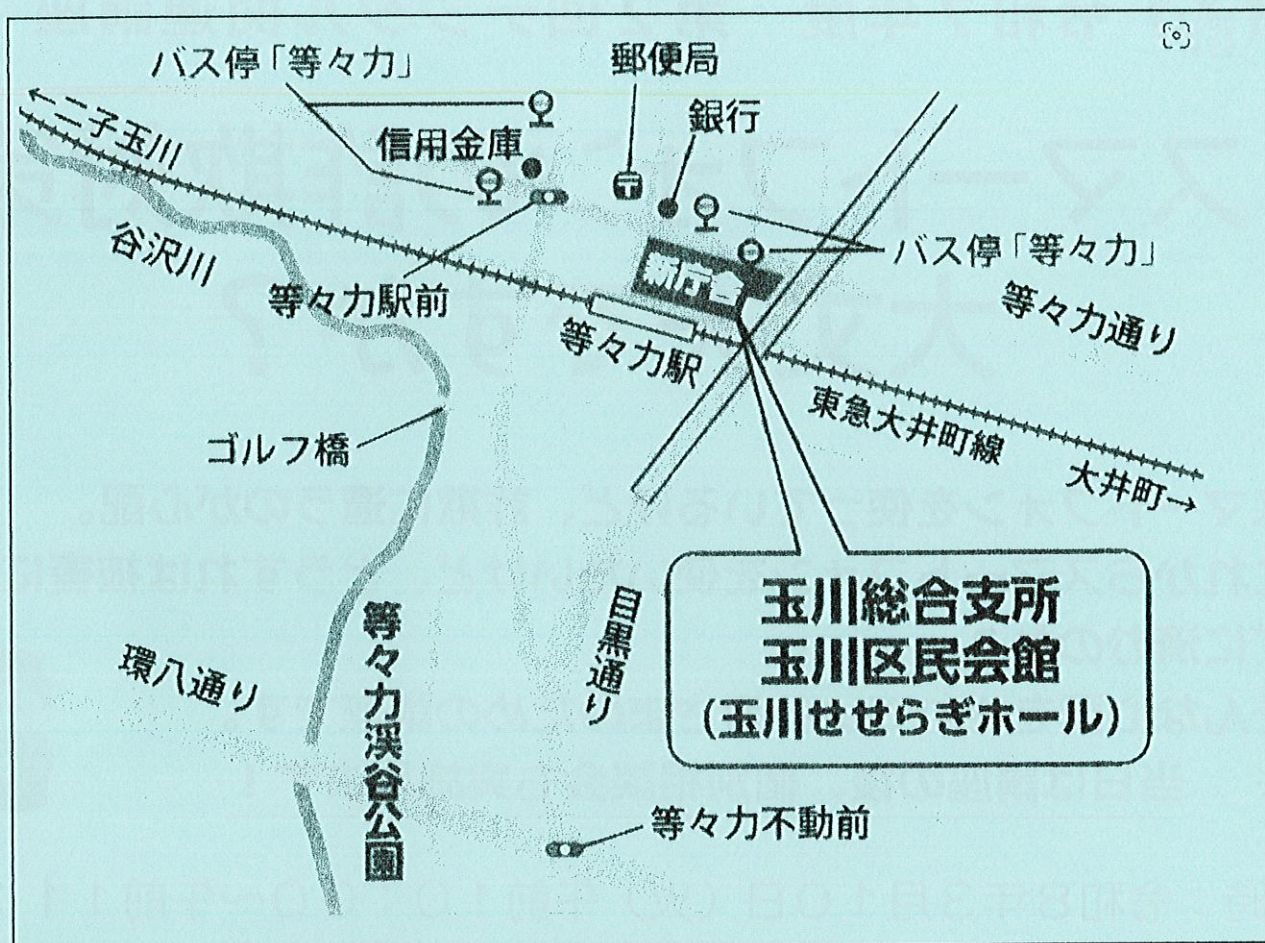 バス停「等々力」
郵便局
銀行
←二子玉川
信用金庫
谷沢川
等々力駅前
新庁舎
バス停「等々力」
等々力通り
等々力駅
東急大井町線
大井町→
ゴルフ橋
目黒通り
玉川総合支所
玉川区民会館
(玉川せせらぎホール)
環八通り
等々力渓谷公園
等々力不動前